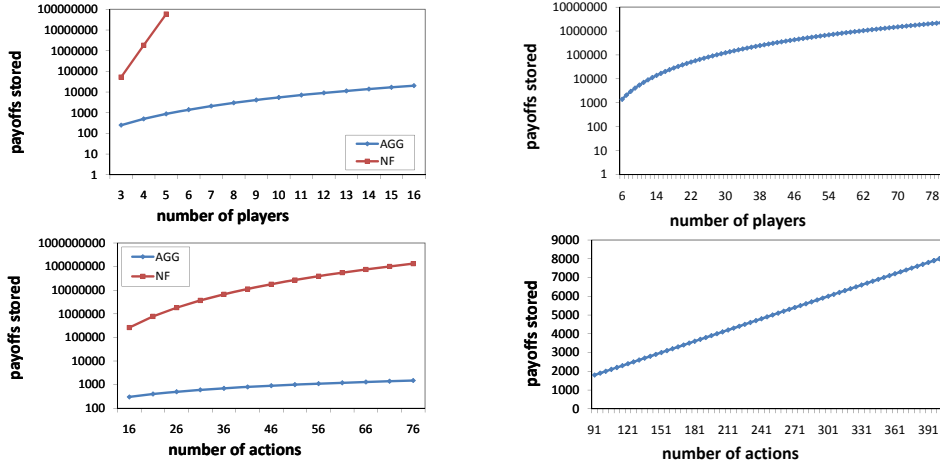 payoffs stored
100000000
10000000
1000000
100000
10000
1000
100
10
1
AGG
NF
3 4 5 6 7 8 9 10 11 12 13 14 15 16
number of players
payoffs stored
10000000
1000000
100000
10000
1000
100
10
1
6 14 22 30 38 46 54 62 70 78
number of players
payoffs stored
1000000000
100000000
10000000
1000000
100000
10000
1000
100
AGG
NF
16 26 36 46 56 66 76
number of actions
payoffs stored
9000
8000
7000
6000
5000
4000
3000
2000
1000
0
91 121 151 181 211 241 271 301 331 361 391
number of actions